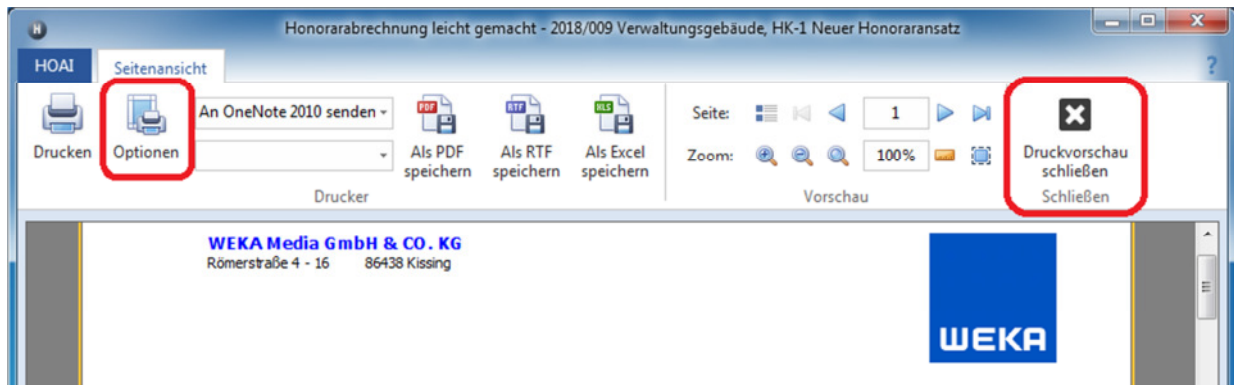 Honorarabrechnung leicht gemacht - 2018/009 Verwaltungsgebäude, HK-1 Neuer Honoraransatz
HOAI
Seitenansicht
?
Drucken
Optionen
An OneNote 2010 senden
PDF
Als PDF
speichern
RTF
Als RTF
speichern
XLS
Als Excel
speichern
Drucker
Seite:
1
Zoom:
100%
Vorschau
Druckvorschau
schließen
Schließen
WEKA Media GmbH & CO. KG
Römerstraße 4 - 16 86438 Kissing
WEKA